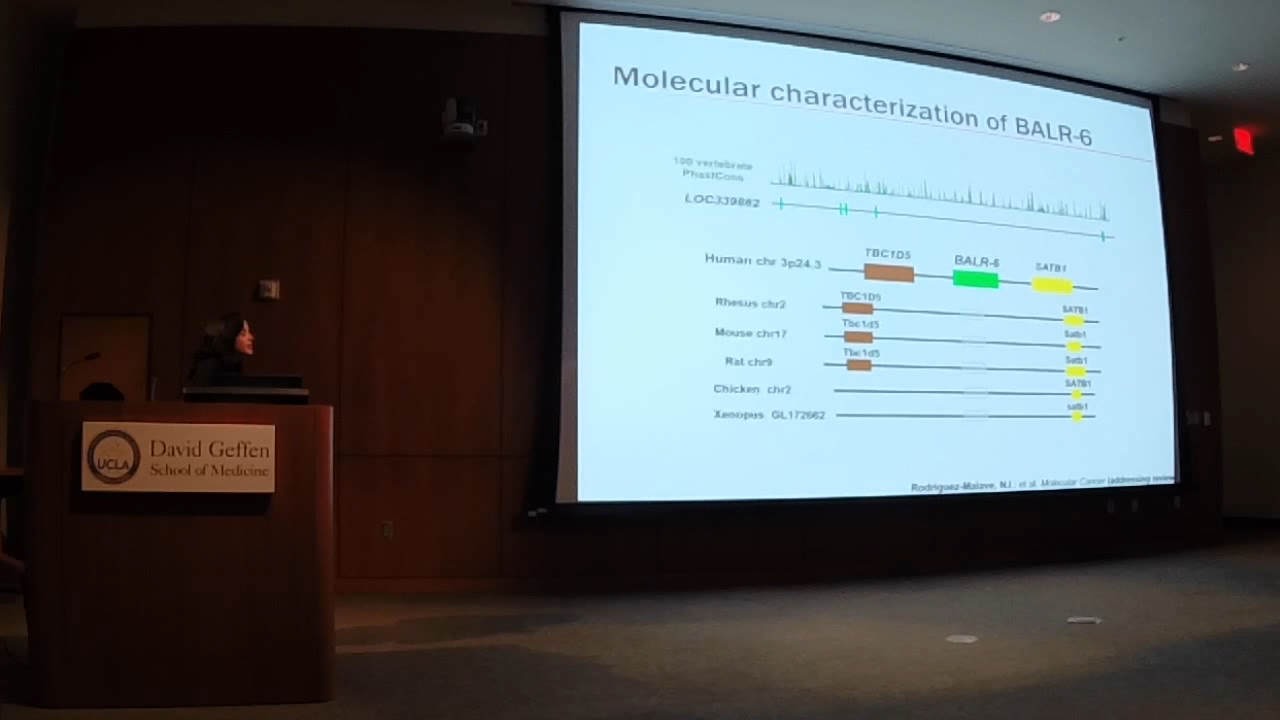 Molecular characterization of BALR-6
100 vertebrate
PhastCons
LOC339862
Human chr 3p24.3
TBC1D5
BALR-6
SATB1
Rhesus chr2
TBC1D5
SATB1
Mouse chr17
Tbc1d5
Satb1
Rat chr9
Tbc1d5
Satb1
Chicken chr2
SATB1
Xenopus GL172662
satb1
Rodriguez-Malave, N.I., et al. Molecular Cancer (addressing review
UCLA
David Geffen
School of Medicine